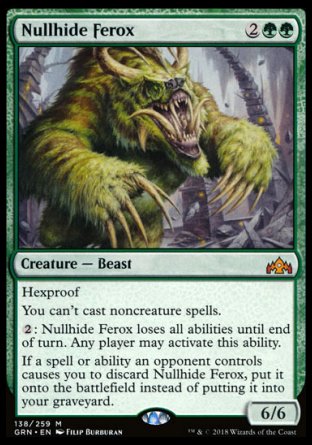 Nullhide Ferox 2
Creature — Beast
Hexproof
You can't cast noncreature spells.
2: Nullhide Ferox loses all abilities until end
of turn. Any player may activate this ability.
If a spell or ability an opponent controls
causes you to discard Nullhide Ferox, put it
onto the battlefield instead of putting it into
your graveyard.
6/6
138/259 M
GRN • EN Filip Burburan
™ & © 2018 Wizards of the Coast